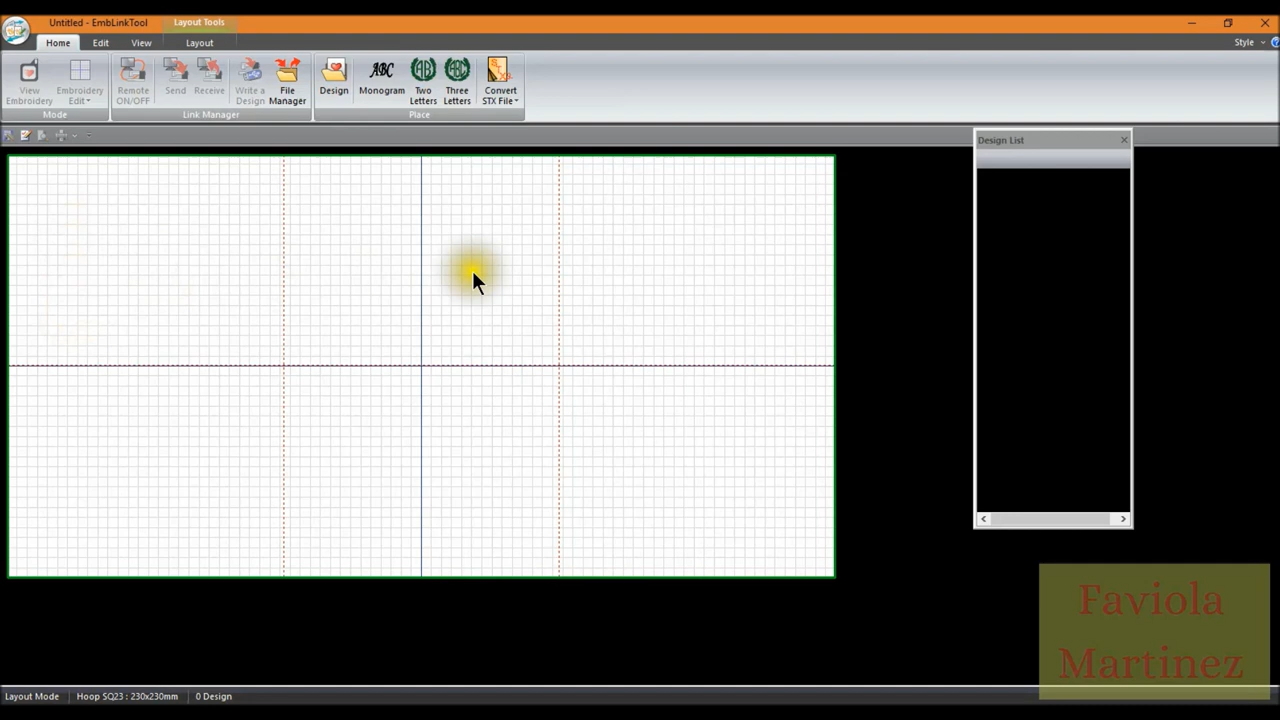 Untitled - EmbLinkTool
Layout Tools
Home
Edit
View
Layout
Style
View
Embroidery
Embroidery
Edit
Remote
ON/OFF
Send
Receive
Write a
Design
File
Manager
Design
ABC
Monogram
Two
Letters
Three
Letters
Convert
STX File
Mode
Link Manager
Place
Design List
Faviola
Martinez
Layout Mode
Hoop SQ23 : 230x230mm
0 Design